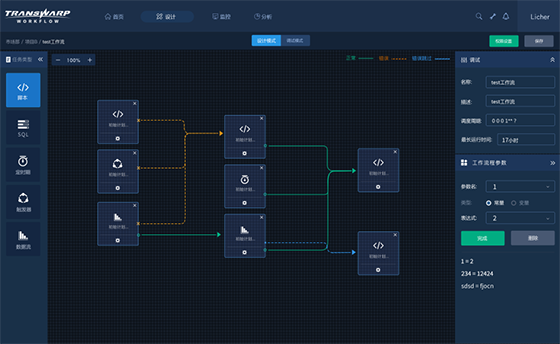 TRANSWARP
WORKFLOW
首页
设计
监控
分析
Licher
test工作流
设计模式
调试模式
正常
错误
错误跳过
权限设置
保存
任务类型
100%
脚本
SQL
定时器
触发器
数据流
初始计划...
初始计划...
初始计划...
初始计划...
初始计划...
初始计划...
初始计划...
初始计划...
调试
名称:
test工作流
描述:
test工作流
调度周期:
0 0 0 1** ?
最长运行时间:
17小时
工作流程参数
参数名:
1
类型:
常量
变量
表达式:
2
完成
删除
1 = 2
234 = 12424
sdsd = fjocn